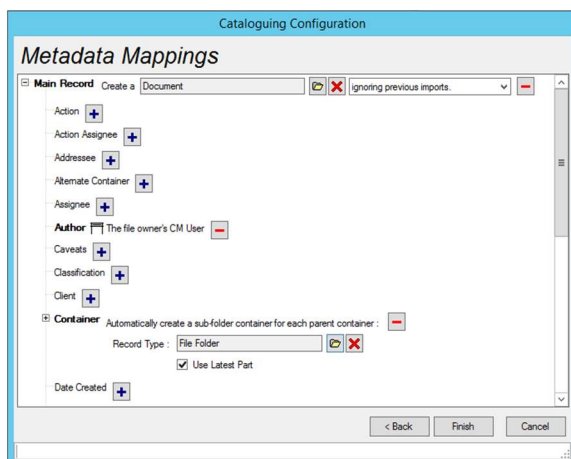 Cataloguing Configuration
Metadata Mappings
Main Record Create a Document ignoring previous imports.
Action
Action Assignee
Addressee
Alternate Container
Assignee
Author The file owner's CM User
Caveats
Classification
Client
Container Automatically create a sub-folder container for each parent container :
Record Type : File Folder
Use Latest Part
Date Created
< Back Finish Cancel